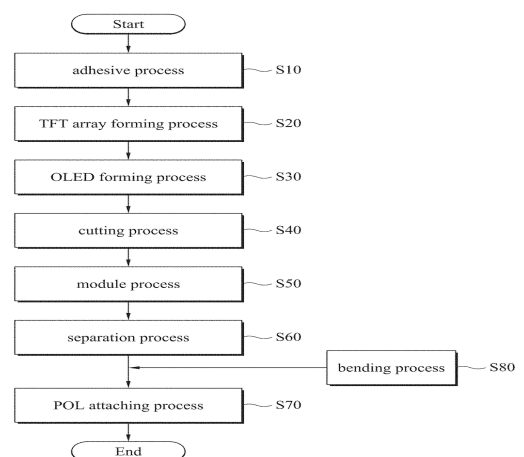 Start
adhesive process S10
TFT array forming process S20
OLED forming process S30
cutting process S40
module process S50
separation process S60
bending process S80
POL attaching process S70
End